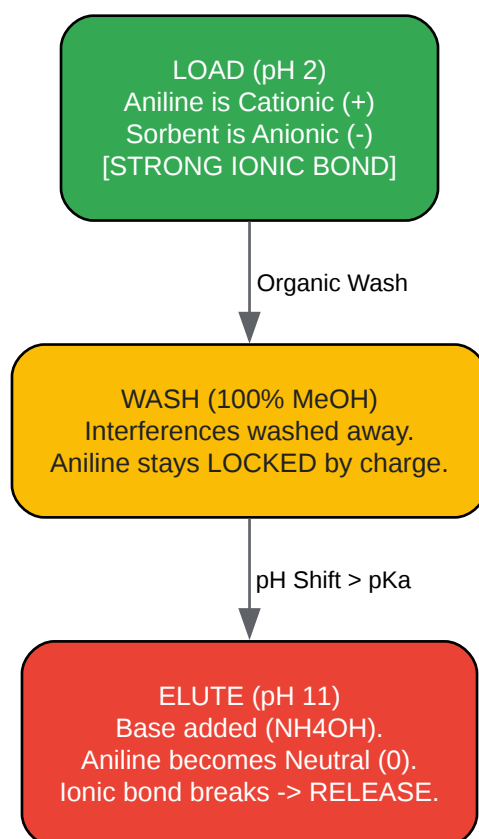 LOAD (pH 2)
Aniline is Cationic (+)
Sorbent is Anionic (-)
[STRONG IONIC BOND]
Organic Wash
WASH (100% MeOH)
Interferences washed away.
Aniline stays LOCKED by charge.
pH Shift > pKa
ELUTE (pH 11)
Base added (NH4OH).
Aniline becomes Neutral (0).
Ionic bond breaks -> RELEASE.